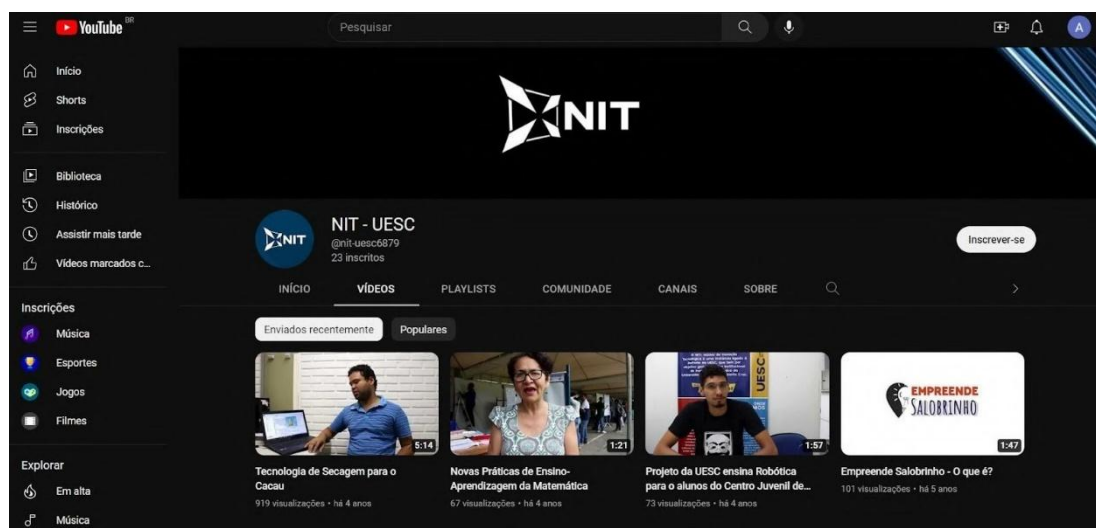 YouTube BR
Pesquisar
A
Início
Shorts
Inscrições
Biblioteca
Histórico
Assistir mais tarde
Vídeos marcados c...
Inscrições
Música
Esportes
Jogos
Filmes
Explorar
Em alta
Música
NIT
NIT
NIT - UESC
@nit-uesc6879
23 inscritos
Inscrever-se
INÍCIO VÍDEOS PLAYLISTS COMUNIDADE CANAIS SOBRE
Enviados recentemente Populares
5:14
1:21
UESC
1:57
EMPREENDE
SALOBRINHO
1:47
Tecnologia de Secagem para o
Cacau
919 visualizações • há 4 anos
Novas Práticas de Ensino-
Aprendizagem da Matemática
67 visualizações • há 4 anos
Projeto da UESC ensina Robótica
para o alunos do Centro Juvenil de...
73 visualizações • há 4 anos
Empreende Salobrinho - O que é?
101 visualizações • há 5 anos